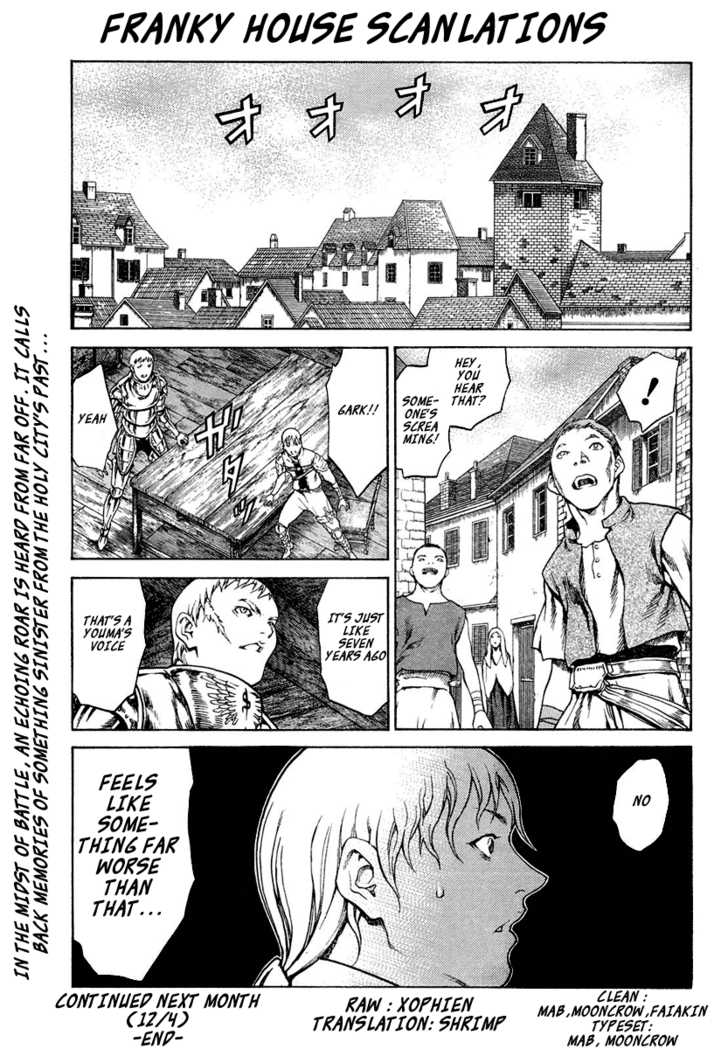 FRANKY HOUSE SCANLATIONS
オ オ オ オ
!
HEY,
YOU
HEAR
THAT?
SOME-
ONE'S
SCREA
MING!
GARK!!
YEAH
ガタッ
IT'S JUST
LIKE
SEVEN
YEARS AGO
THAT'S A
YOUMA'S
VOICE
NO
FEELS
LIKE
SOME-
THING FAR
WORSE
THAN
THAT...
IN THE MIDST OF BATTLE, AN ECHOING ROAR IS HEARD FROM FAR OFF. IT CALLS
BACK MEMORIES OF SOMETHING SINISTER FROM THE HOLY CITY'S PAST...
CONTINUED NEXT MONTH
(12/4)
-END-
RAW : XOPHIEN
TRANSLATION: SHRIMP
CLEAN :
MAB,MOONCROW,FAIAKIN
TYPESET:
MAB, MOONCROW